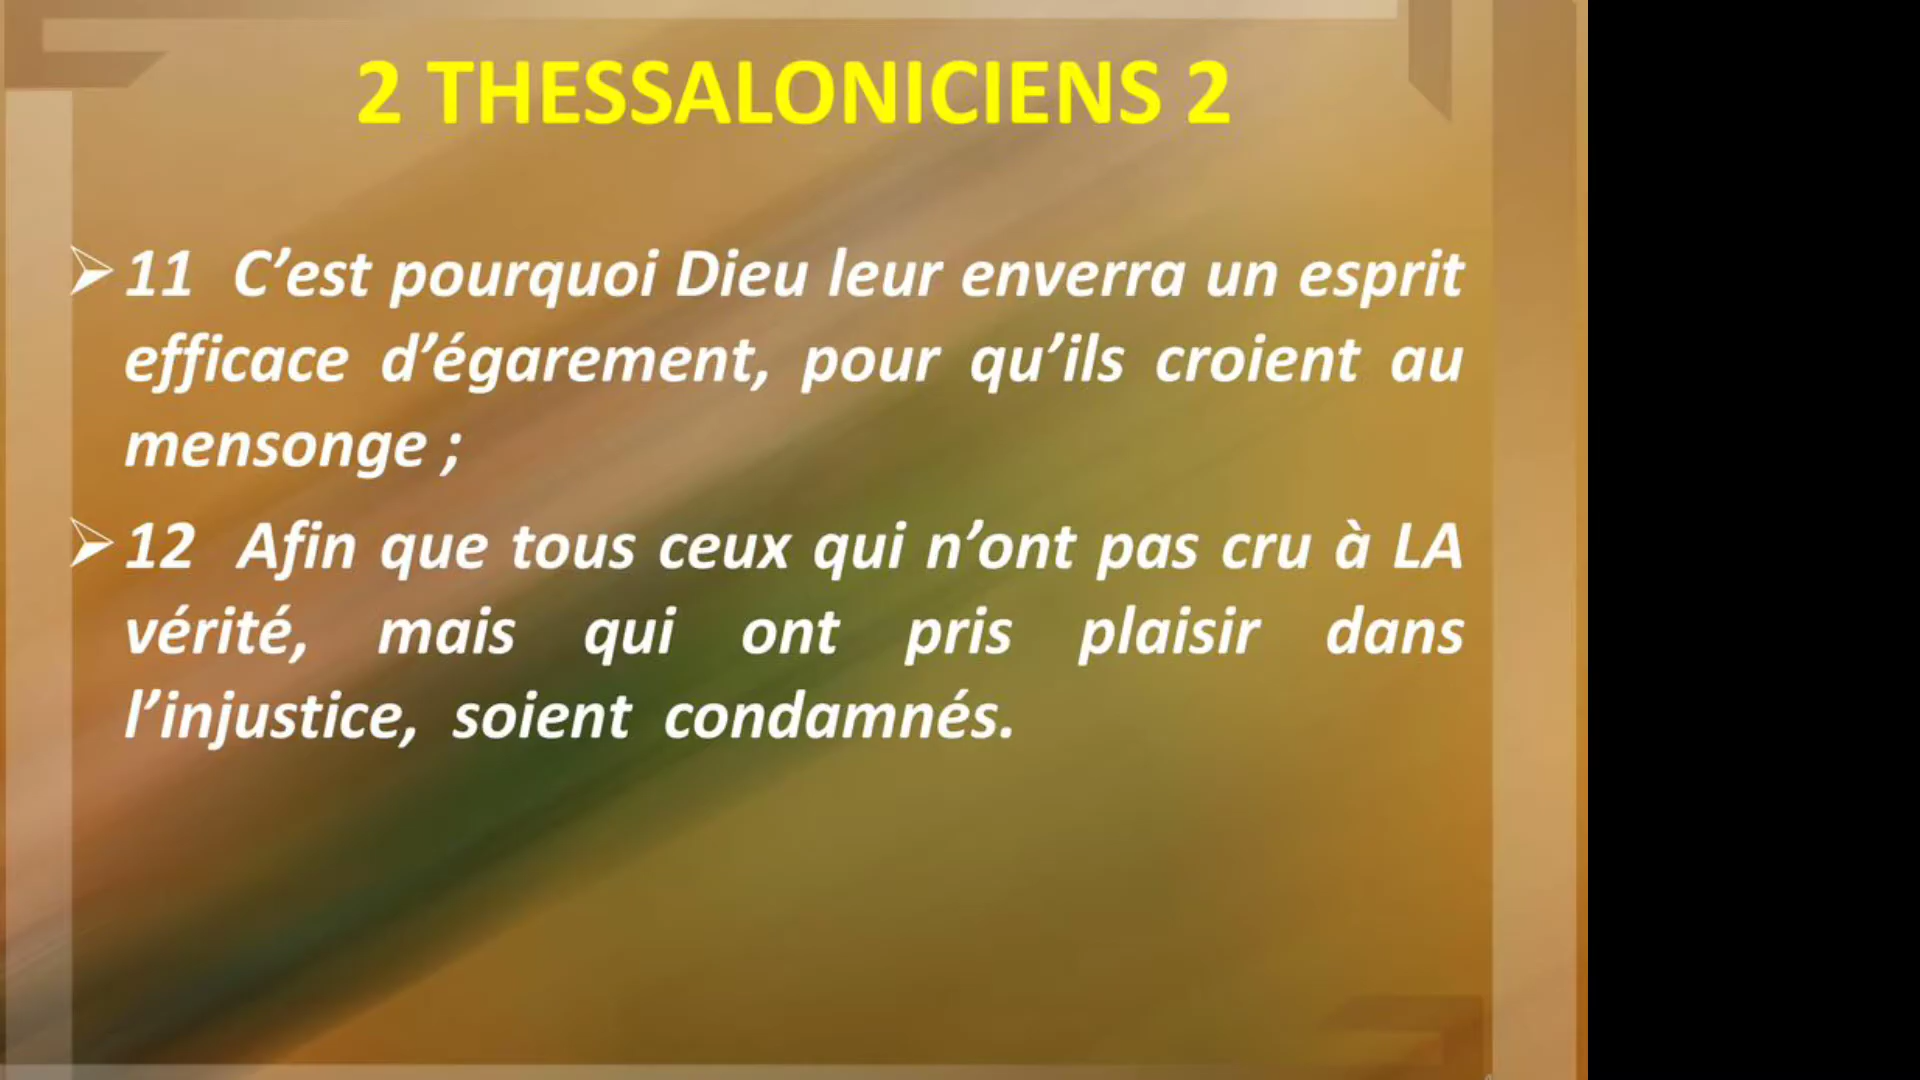 2 THESSALONICIENS 2
11 C’est pourquoi Dieu leur enverra un esprit
efficace d’égarement, pour qu’ils croient au
mensonge ;
12 Afin que tous ceux qui n’ont pas cru à LA
vérité, mais qui ont pris plaisir dans
l’injustice, soient condamnés.